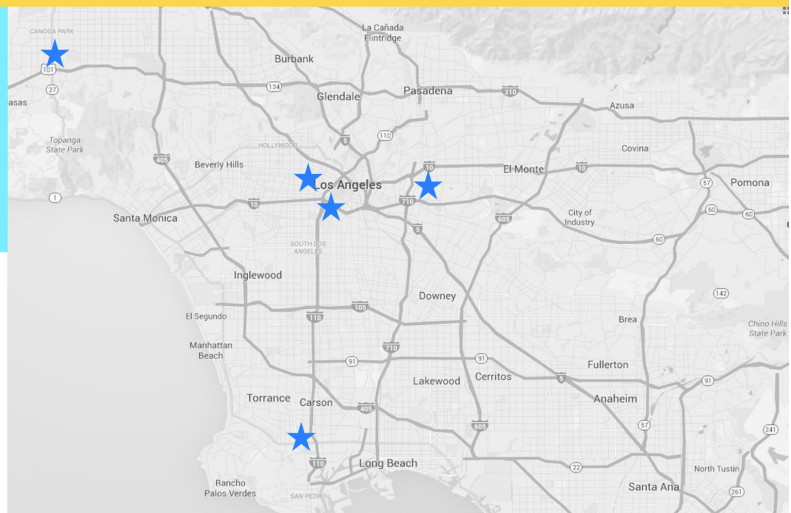 La Cañada
Flintridge
CANOGA PARK
Burbank
101
134
27
Glendale
Pasadena
210
asas
Azusa
5
110
Topanga
State Park
HOLLYWOOD
Covina
405
Beverly Hills
10
El Monte
10
Los Angeles
57
Pomona
1
10
710
60
60
Santa Monica
605
City of
Industry
5
60
SOUTH LOS
ANGELES
Inglewood
Downey
142
105
El Segundo
110
Brea
Chino Hills
State Park
Manhattan
Beach
710
91
91
Fullerton
Lakewood
Cerritos
5
91
Torrance
Carson
405
Anaheim
605
57
241
110
Long Beach
22
North Tustin
Rancho
Palos Verdes
SAN PEDRO
Santa Ana
261